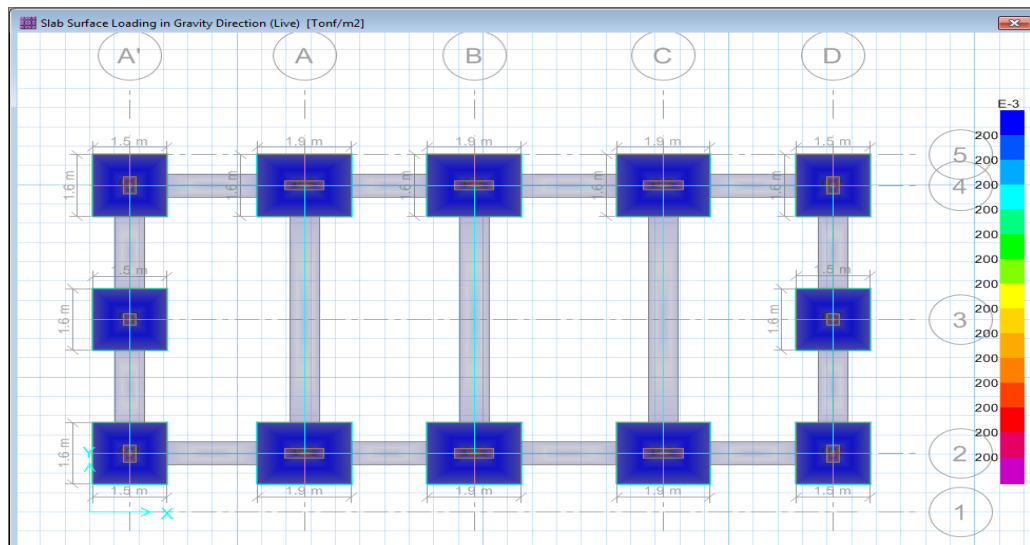 Slab Surface Loading in Gravity Direction (Live) [Tonf/m2]
A' A B C D
E-3
1.5 m 1.9 m 1.9 m 1.9 m 1.5 m
1.6 m 1.6 m 1.6 m 1.6 m 1.6 m
5
4
1.5 m 1.5 m
1.6 m 1.6 m
3
1.6 m
2
Y
X
1.5 m 1.9 m 1.9 m 1.9 m 1.5 m
1
200
200
200
200
200
200
200
200
200
200
200
200
200
200